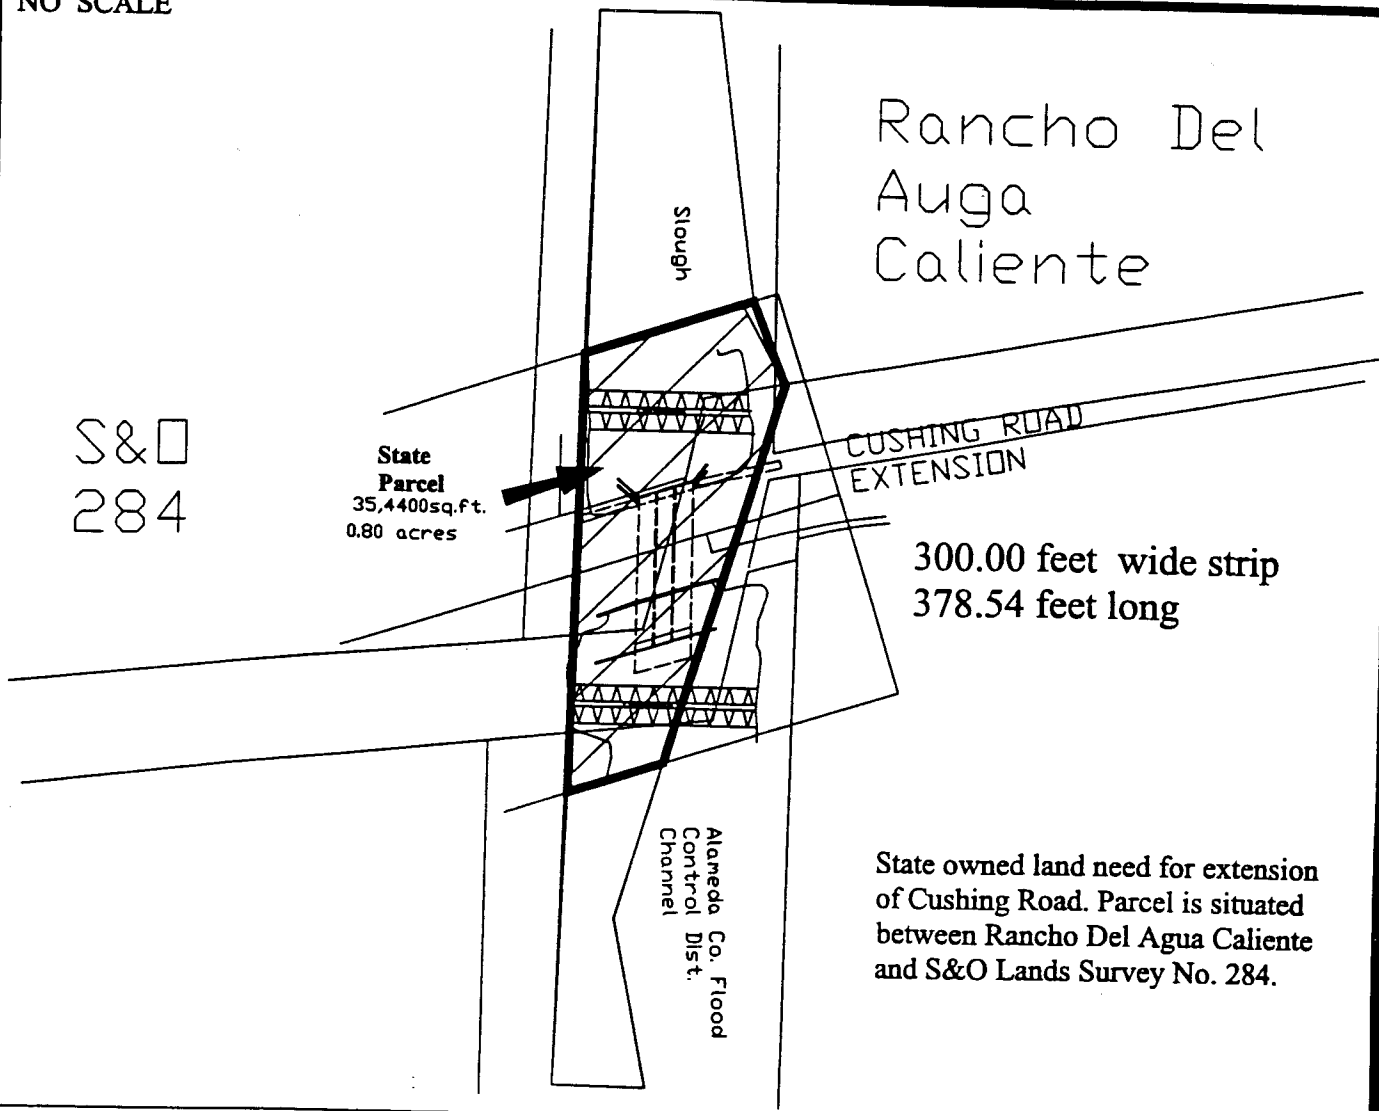 NO SCALE
Rancho Del
Auga
Caliente
Slough
S&O
284
State
Parcel
35,4400sq.ft.
0.80 acres
CUSHING ROAD
EXTENSION
300.00 feet wide strip
378.54 feet long
Alameda Co. Flood
Control Dist.
Channel
State owned land need for extension
of Cushing Road. Parcel is situated
between Rancho Del Agua Caliente
and S&O Lands Survey No. 284.